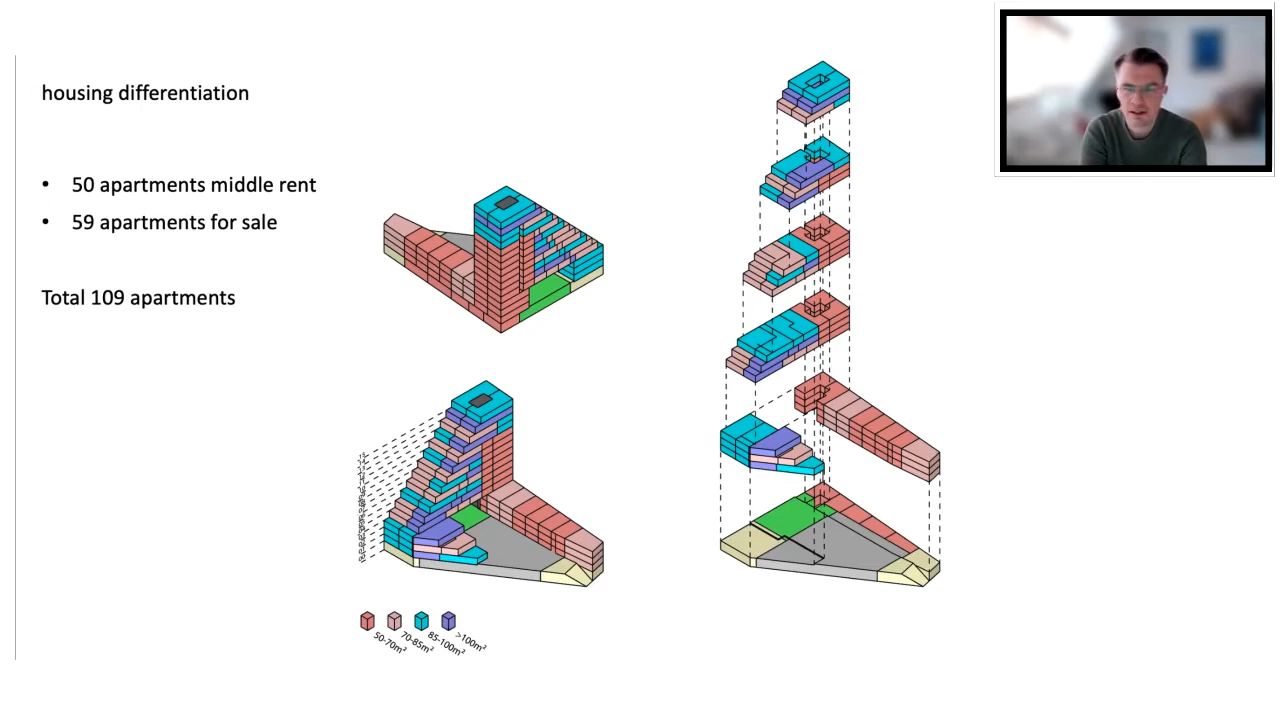 housing differentiation
• 50 apartments middle rent
• 59 apartments for sale
Total 109 apartments
50-70m²
70-85m²
85-100m²
>100m²